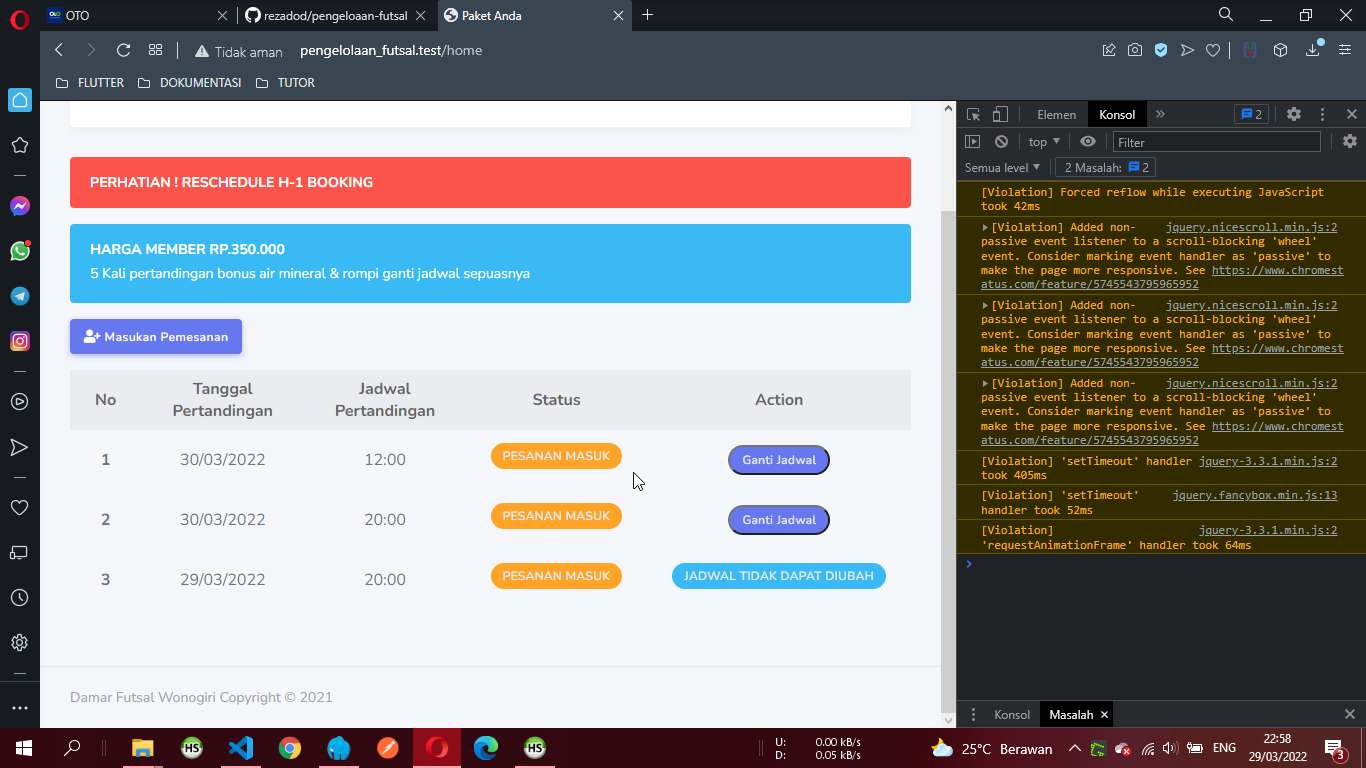 OTO
rezadod/pengeloaan-futsal
Paket Anda
Tidak aman
pengelolaan_futsal.test/home
FLUTTER
DOKUMENTASI
TUTOR
PERHATIAN ! RESCHEDULE H-1 BOOKING
HARGA MEMBER RP.350.000
5 Kali pertandingan bonus air mineral & rompi ganti jadwal sepuasnya
Masukan Pemesanan
No Tanggal Pertandingan Jadwal Pertandingan Status Action
1 30/03/2022 12:00 PESANAN MASUK Ganti Jadwal
2 30/03/2022 20:00 PESANAN MASUK Ganti Jadwal
3 29/03/2022 20:00 PESANAN MASUK JADWAL TIDAK DAPAT DIUBAH
Damar Futsal Wonogiri Copyright © 2021
Elemen Konsol 2
top Filter
Semua level 2 Masalah: 2
[Violation] Forced reflow while executing JavaScript
took 42ms
[Violation] Added non- jquery.nicescroll.min.js:2
passive event listener to a scroll-blocking 'wheel'
event. Consider marking event handler as 'passive' to
make the page more responsive. See https://www.chromest
atus.com/feature/5745543795965952
[Violation] Added non- jquery.nicescroll.min.js:2
passive event listener to a scroll-blocking 'wheel'
event. Consider marking event handler as 'passive' to
make the page more responsive. See https://www.chromest
atus.com/feature/5745543795965952
[Violation] Added non- jquery.nicescroll.min.js:2
passive event listener to a scroll-blocking 'wheel'
event. Consider marking event handler as 'passive' to
make the page more responsive. See https://www.chromest
atus.com/feature/5745543795965952
[Violation] 'setTimeout' handler jquery-3.3.1.min.js:2
took 405ms
[Violation] 'setTimeout' jquery.fancybox.min.js:13
handler took 52ms
[Violation] jquery-3.3.1.min.js:2
'requestAnimationFrame' handler took 64ms
Konsol Masalah
HS
HS
U: 0.00 kB/s
D: 0.05 kB/s
25°C Berawan
ENG
22:58
29/03/2022
3